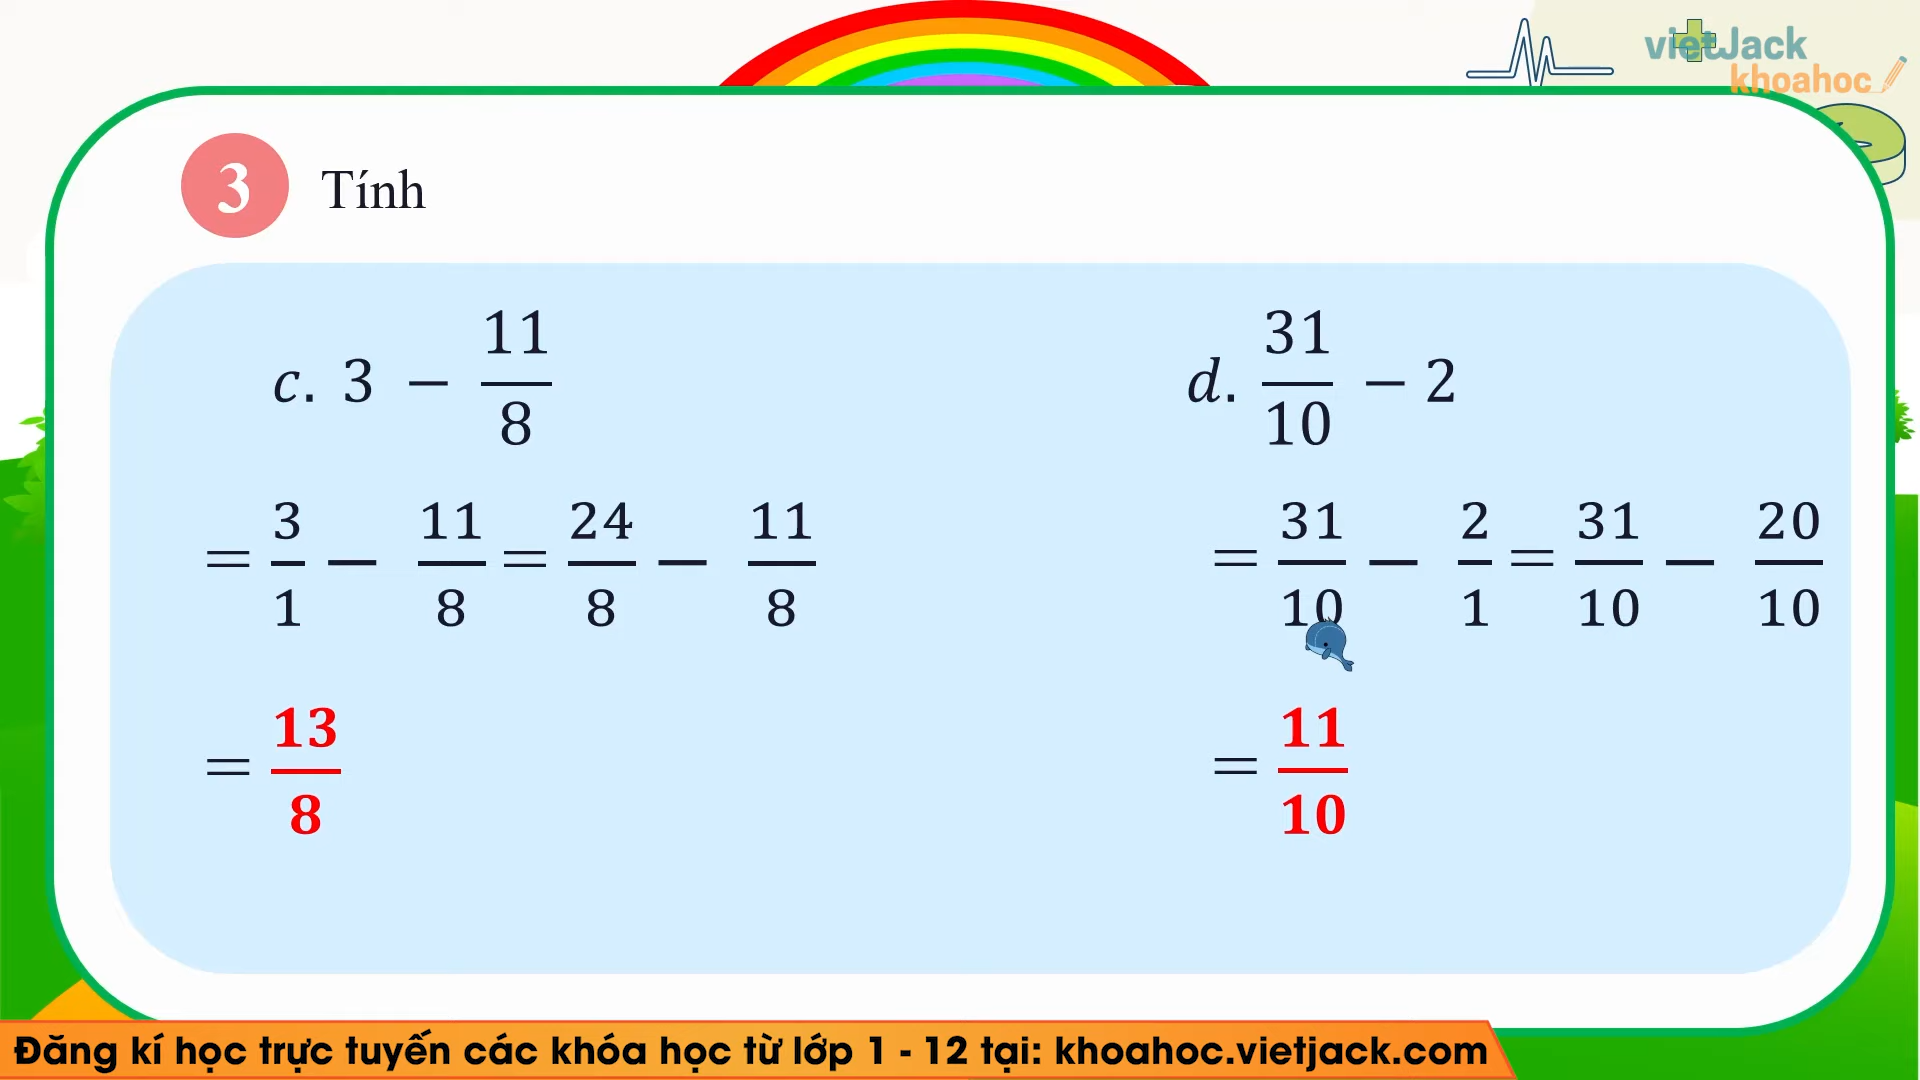 vietJack
khoahoc
3 Tính
c. 3 − 11/8
= 3/1 − 11/8 = 24/8 − 11/8
= 13/8
d. 31/10 − 2
= 31/10 − 2/1 = 31/10 − 20/10
= 11/10
Đăng kí học trực tuyến các khóa học từ lớp 1 - 12 tại: khoahoc.vietjack.com